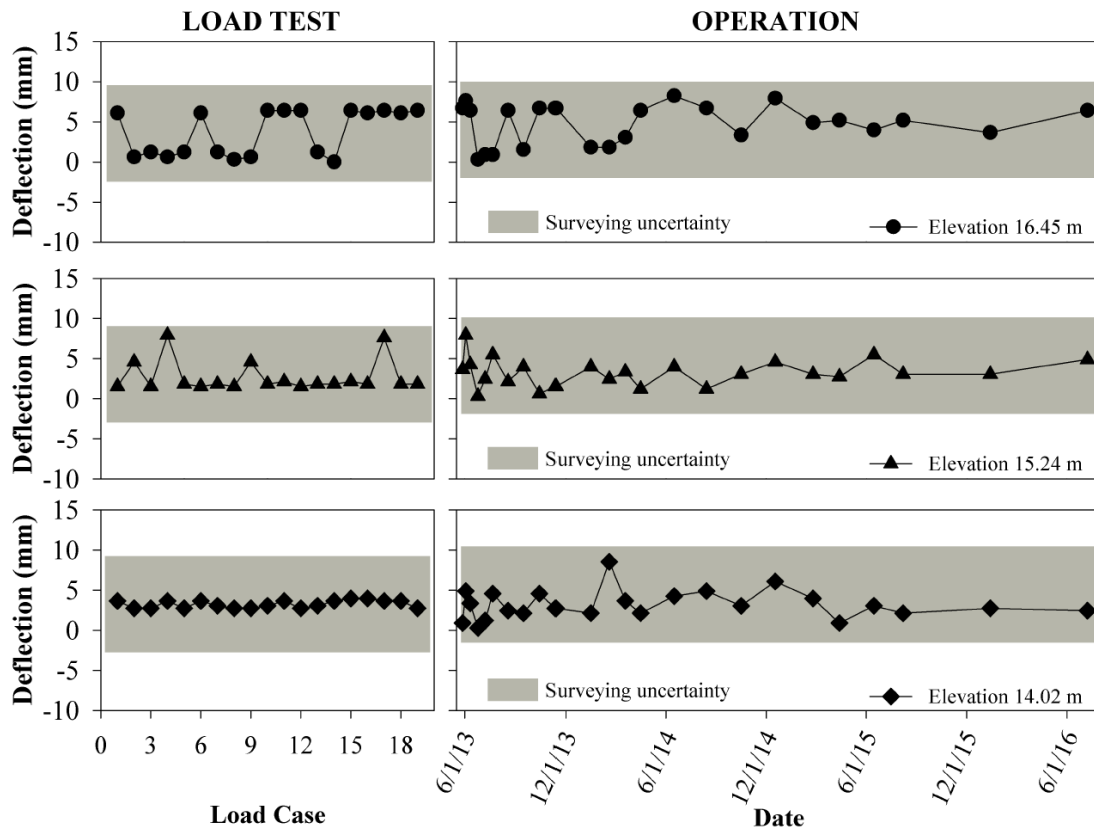 LOAD TEST
OPERATION
Deflection (mm)
15
10
5
0
-5
-10
Surveying uncertainty
Elevation 16.45 m
Deflection (mm)
15
10
5
0
-5
-10
Surveying uncertainty
Elevation 15.24 m
Deflection (mm)
15
10
5
0
-5
-10
Surveying uncertainty
Elevation 14.02 m
0 3 6 9 12 15 18
6/1/13 12/1/13 6/1/14 12/1/14 6/1/15 12/1/15 6/1/16
Load Case
Date